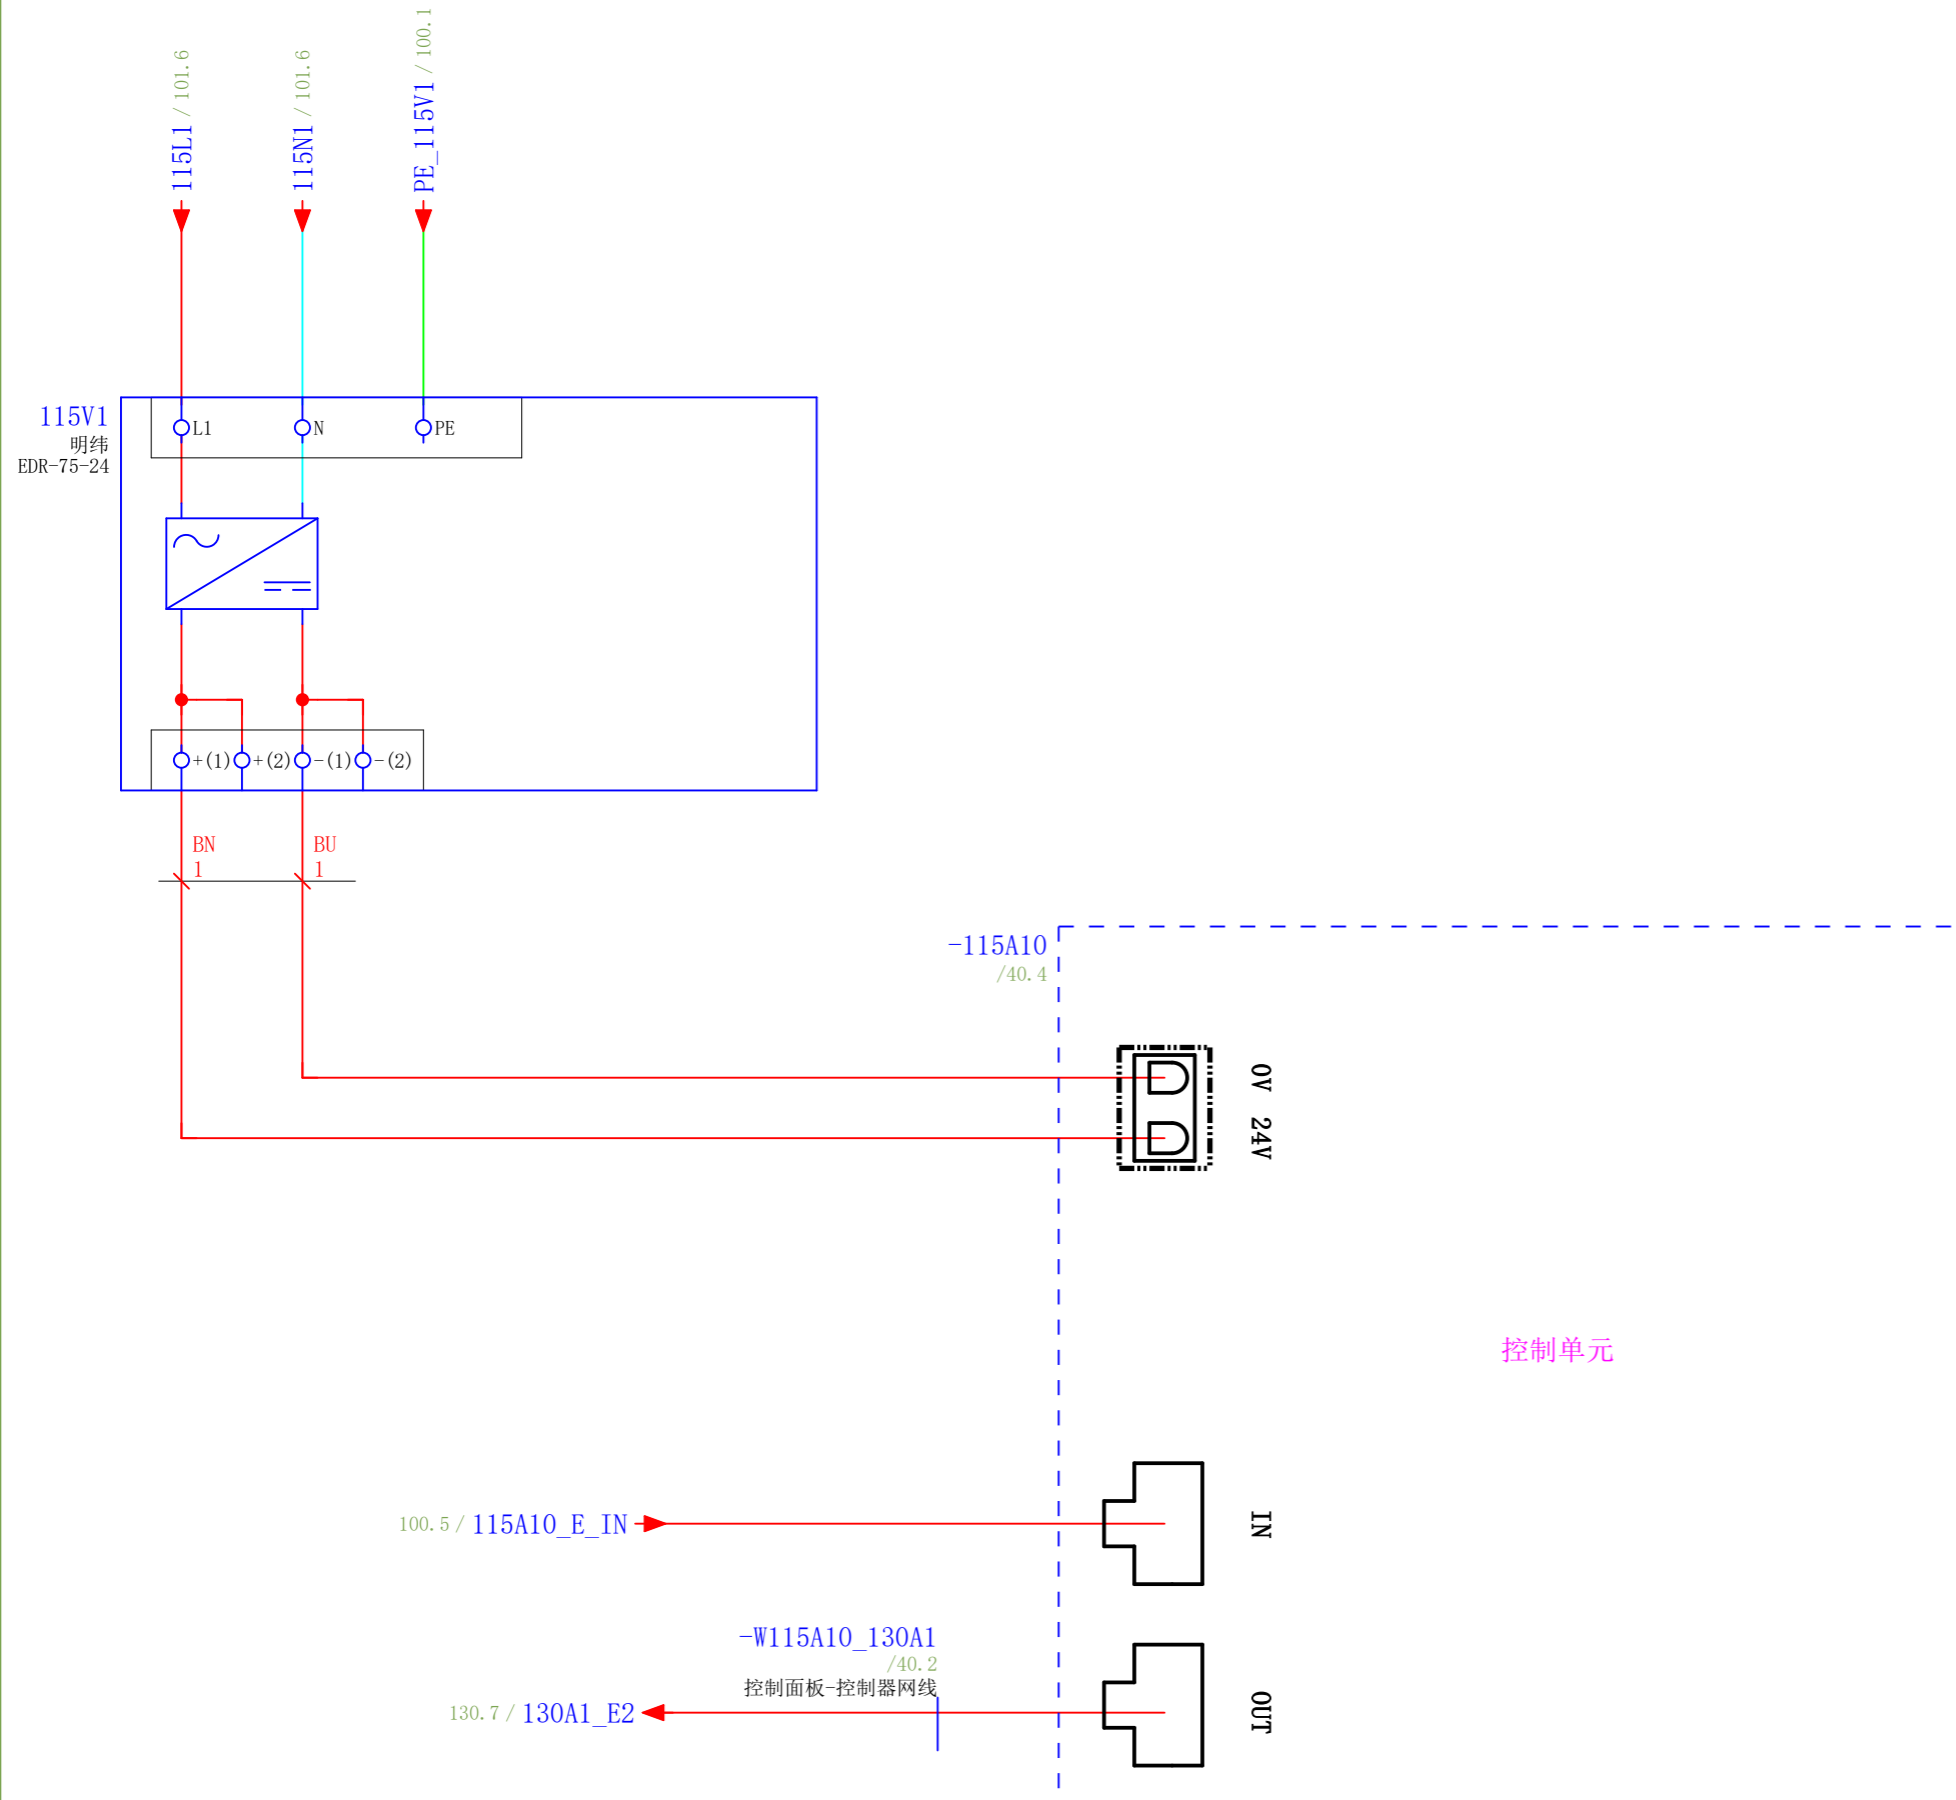 115L1 / 101.6
115N1 / 101.6
PE_115V1 / 100.1
115V1
明纬
EDR-75-24
L1
N
PE
+(1)
+(2)
-(1)
-(2)
BN
1
BU
1
-115A10
/40.4
0V
24V
控制单元
100.5 / 115A10_E_IN
IN
-W115A10_130A1
/40.2
控制面板-控制器网线
130.7 / 130A1_E2
OUT